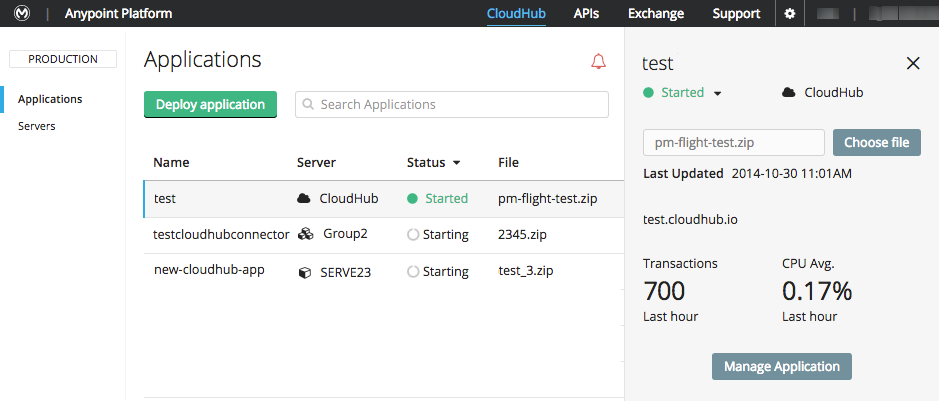 Anypoint Platform | CloudHub APIs Exchange Support |
PRODUCTION
Applications
Servers
Applications
Deploy application
Search Applications
Name Server Status File
test CloudHub Started pm-flight-test.zip
testcloudhubconnector Group2 Starting 2345.zip
new-cloudhub-app SERVE23 Starting test_3.zip
test
Started CloudHub
pm-flight-test.zip Choose file
Last Updated 2014-10-30 11:01AM
test.cloudhub.io
Transactions CPU Avg.
700 0.17%
Last hour Last hour
Manage Application